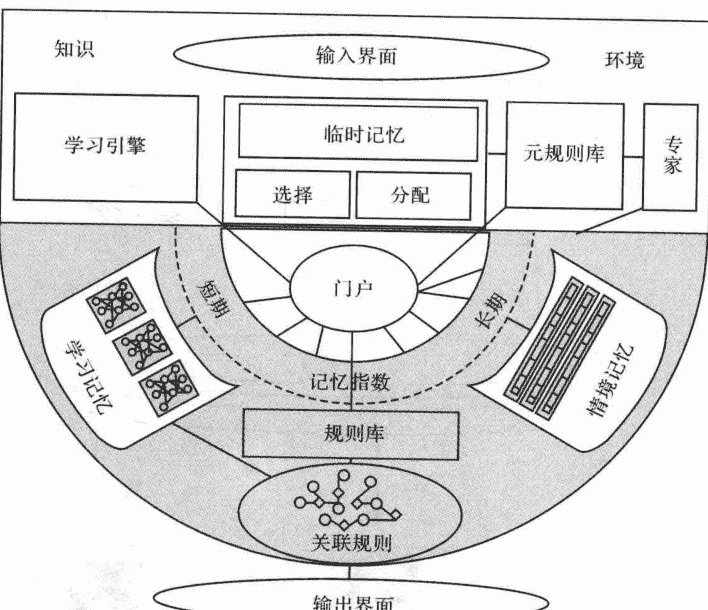 知识
输入界面
环境
学习引擎
临时记忆
选择
分配
元规则库
专家
门户
短期
长期
记忆指数
学习记忆
情境记忆
规则库
关联规则
输出界面